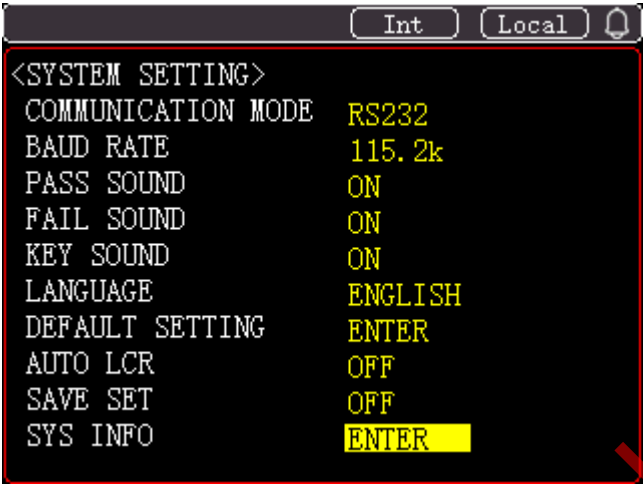 Int Local
<SYSTEM SETTING>
COMMUNICATION MODE RS232
BAUD RATE 115.2k
PASS SOUND ON
FAIL SOUND ON
KEY SOUND ON
LANGUAGE ENGLISH
DEFAULT SETTING ENTER
AUTO LCR OFF
SAVE SET OFF
SYS INFO ENTER